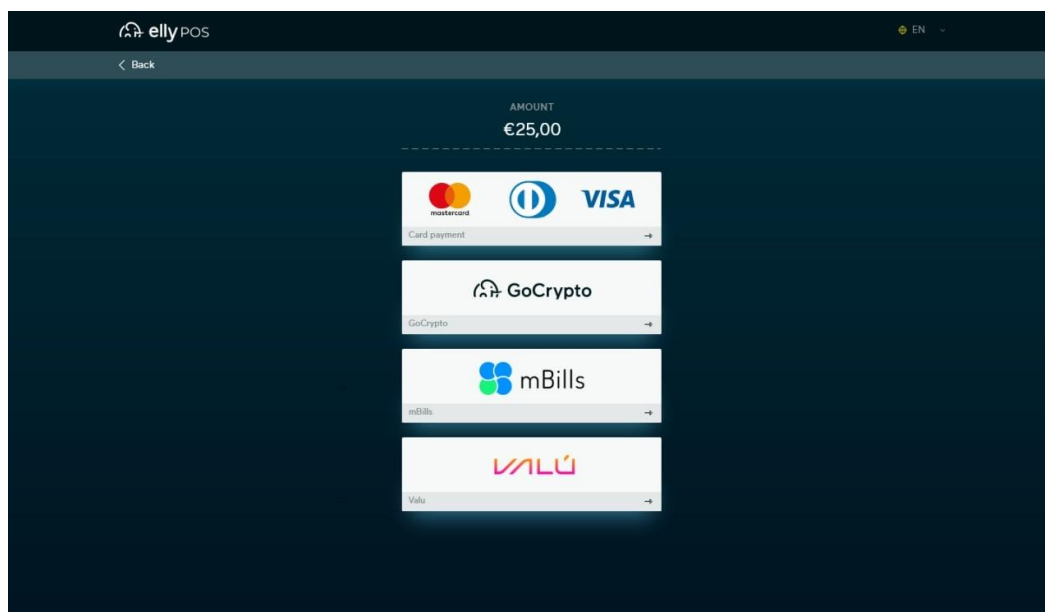 elly POS
EN
Back
AMOUNT
€25,00
mastercard
VISA
Card payment
GoCrypto
GoCrypto
mBills
mBills
VALÚ
Valu